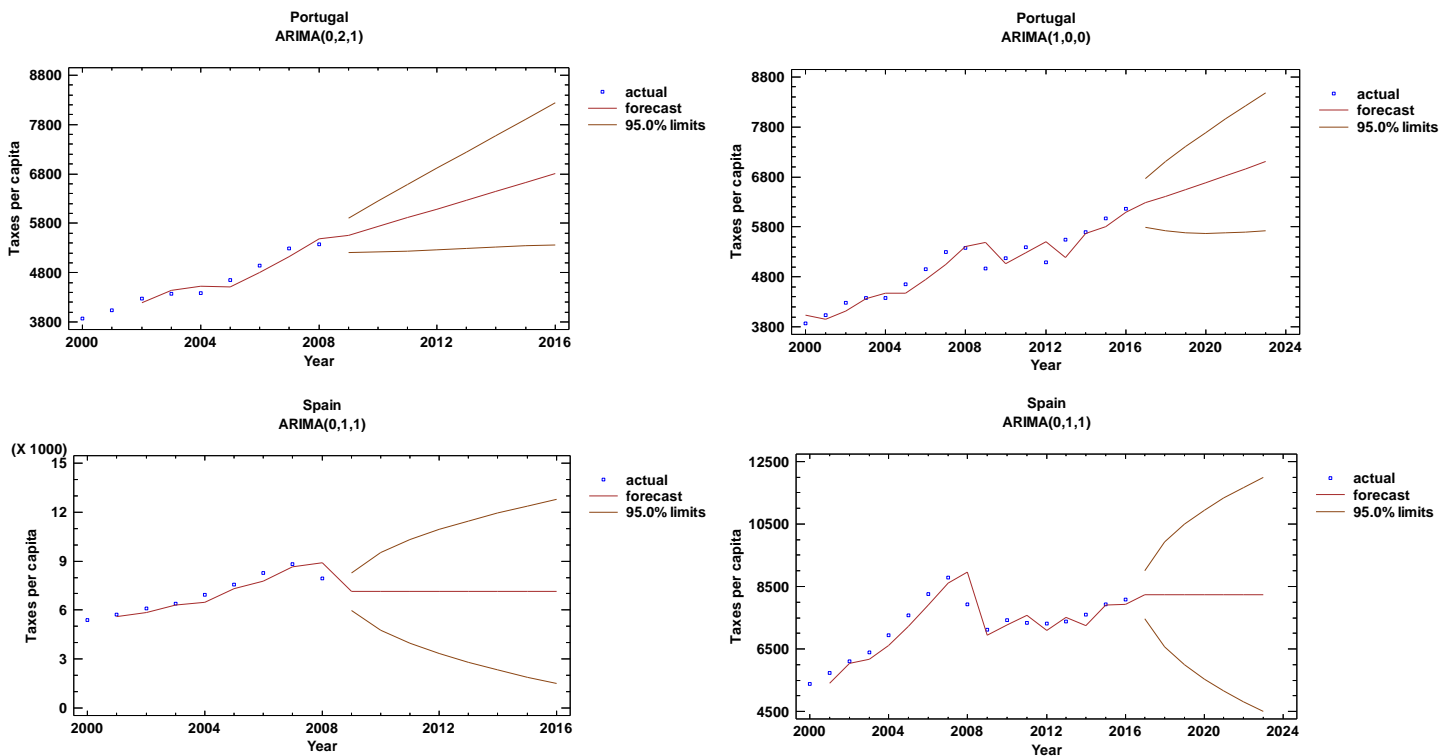 Portugal
ARIMA(0,2,1)
8800
7800
6800
5800
4800
3800
Taxes per capita
2000 2004 2008 2012 2016
Year
actual
forecast
95.0% limits
Portugal
ARIMA(1,0,0)
8800
7800
6800
5800
4800
3800
Taxes per capita
2000 2004 2008 2012 2016 2020 2024
Year
actual
forecast
95.0% limits
Spain
ARIMA(0,1,1)
(X 1000)
15
12
9
6
3
0
Taxes per capita
2000 2004 2008 2012 2016
Year
actual
forecast
95.0% limits
Spain
ARIMA(0,1,1)
12500
10500
8500
6500
4500
Taxes per capita
2000 2004 2008 2012 2016 2020 2024
Year
actual
forecast
95.0% limits